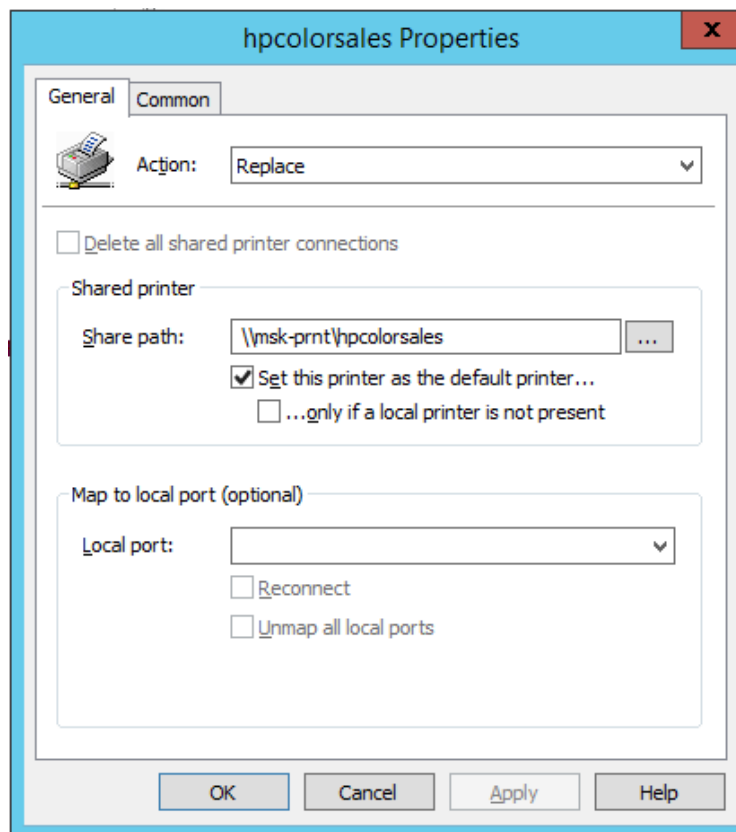 hpcolorsales Properties
x
General
Common
Action:
Replace
Delete all shared printer connections
Shared printer
Share path:
\\msk-prnt\hpcolorsales
...
Set this printer as the default printer...
...only if a local printer is not present
Map to local port (optional)
Local port:
Reconnect
Unmap all local ports
OK
Cancel
Apply
Help